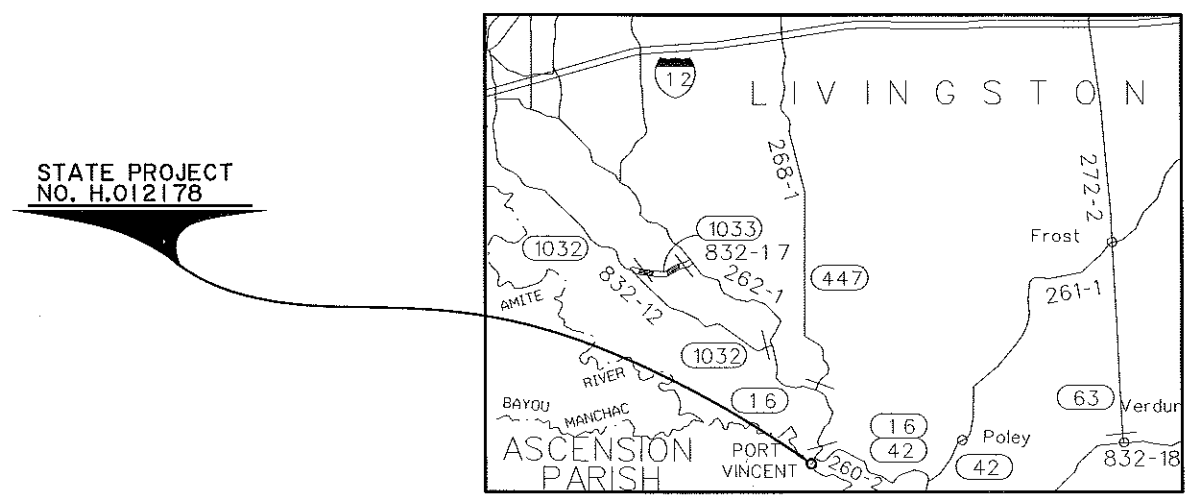 STATE PROJECT
NO. H.012178
12
LIVINGSTON
268-1
272-2
1033
Frost
1032
832-17
262-1
447
261-1
AMITE
832-12
1032
RIVER
16
63
BAYOU
MANCHAC
Verdun
16
42
Poley
ASCENSION
PARISH
PORT
VINCENT
260-2
42
832-18